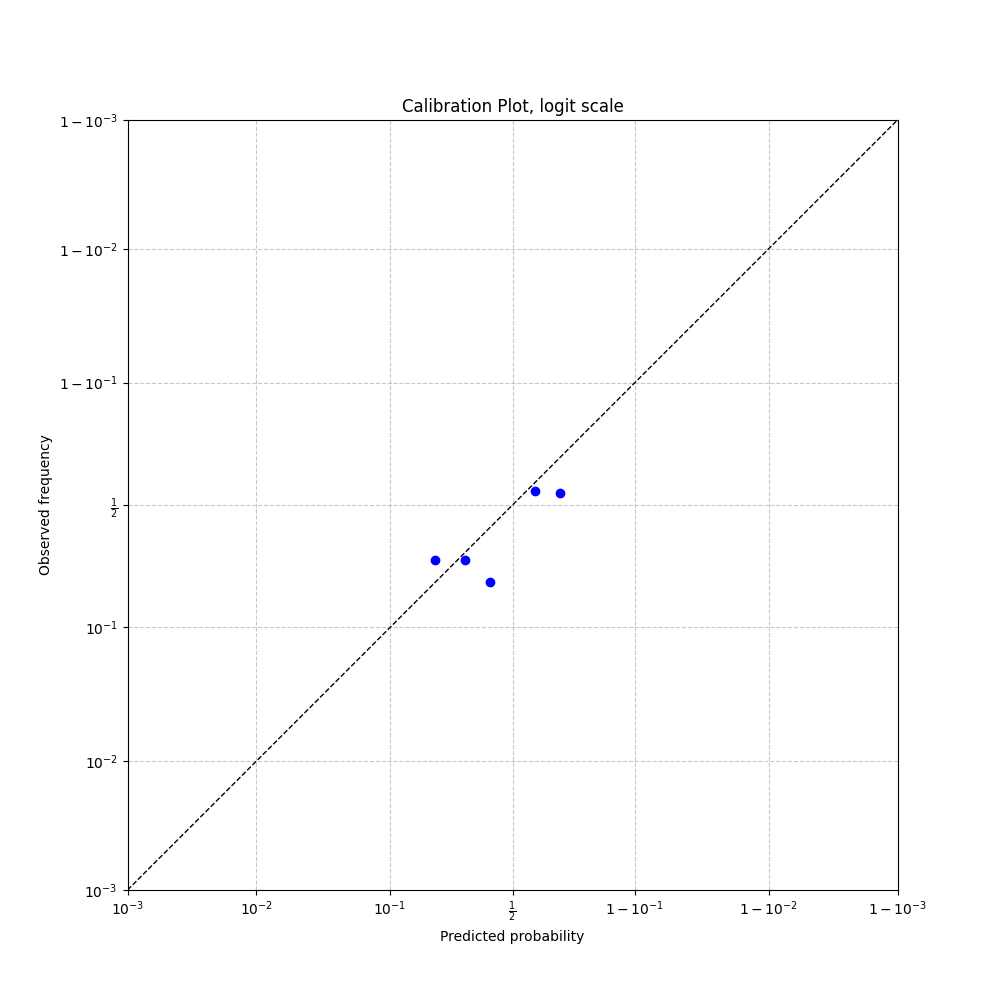 Calibration Plot, logit scale
1 − 10⁻³
1 − 10⁻²
1 − 10⁻¹
½
10⁻¹
10⁻²
10⁻³
Observed frequency
10⁻³ 10⁻² 10⁻¹ ½ 1 − 10⁻¹ 1 − 10⁻² 1 − 10⁻³
Predicted probability